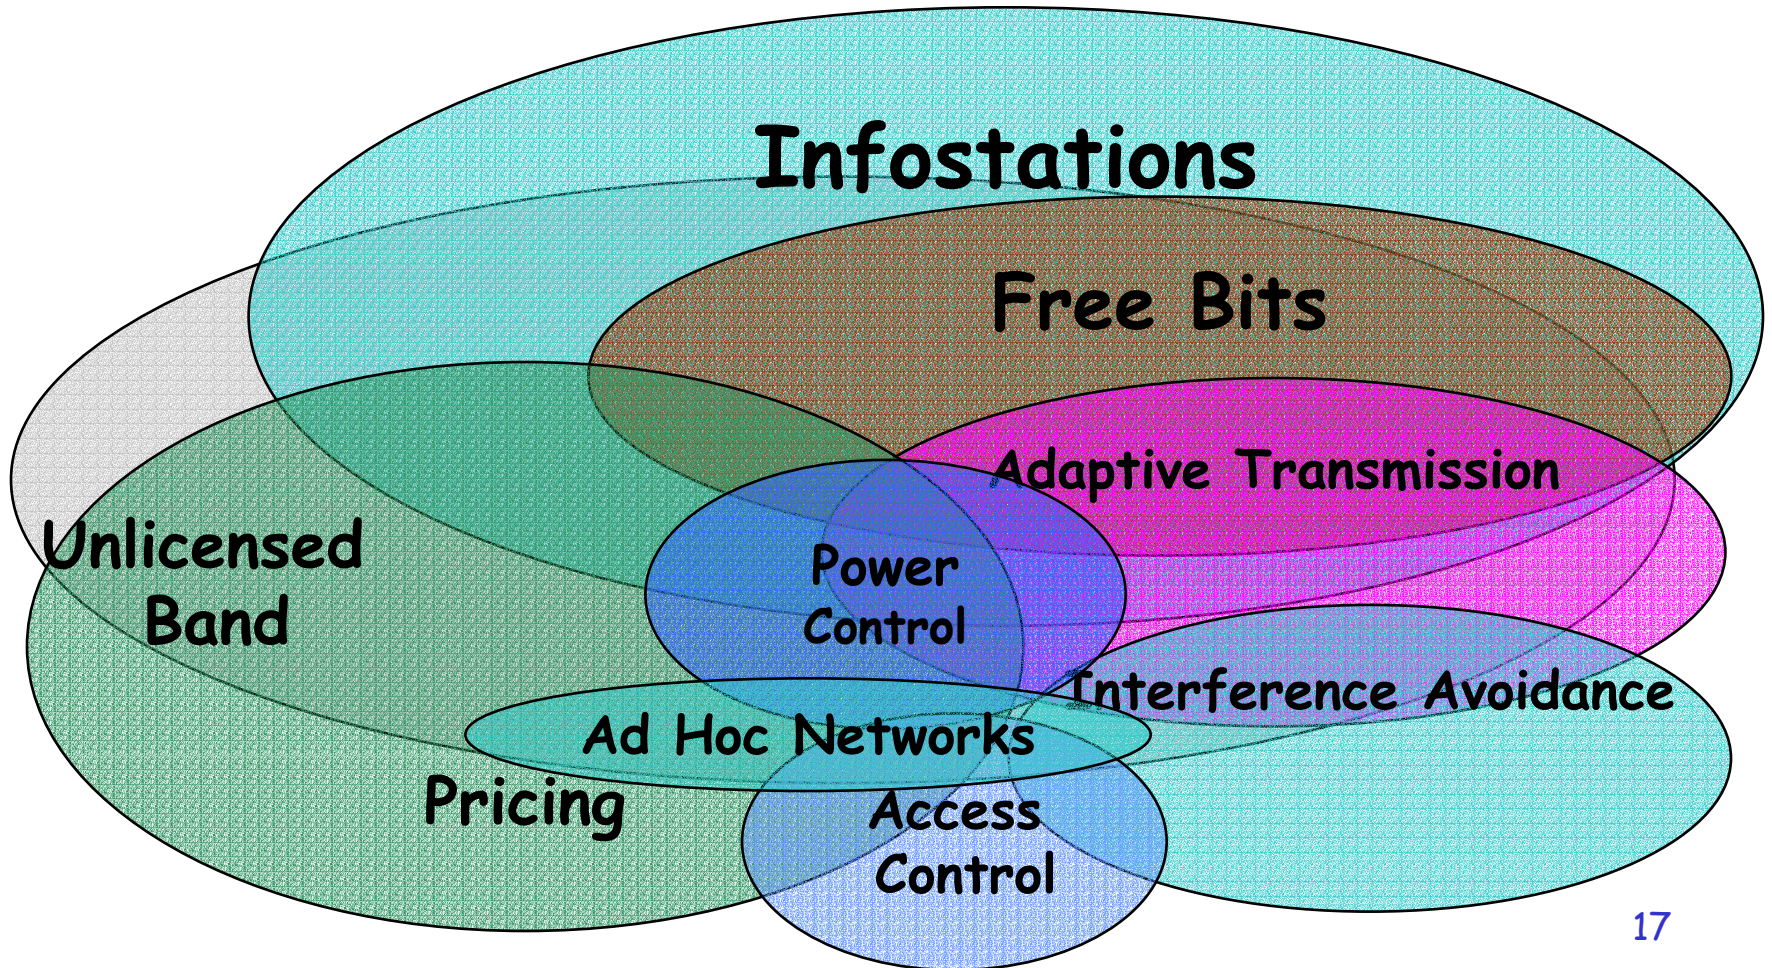 Infostations
Free Bits
Adaptive Transmission
Unlicensed
Band
Power
Control
Interference Avoidance
Ad Hoc Networks
Pricing
Access
Control
17